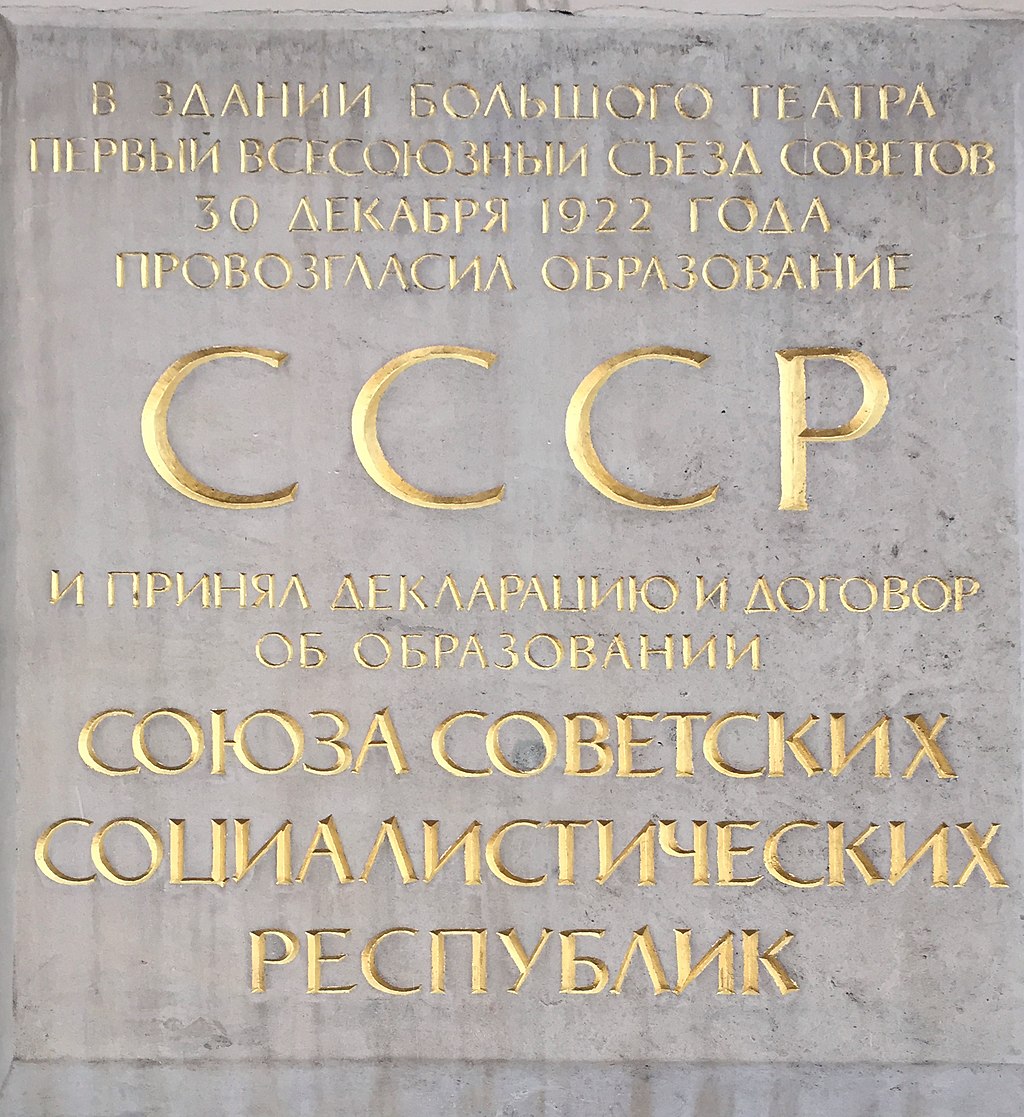 В ЗДАНИИ БОЛЬШОГО ТЕАТРА
ПЕРВЫЙ ВСЕСОЮЗНЫЙ СЪЕЗД СОВЕТОВ
30 ДЕКАБРЯ 1922 ГОДА
ПРОВОЗГЛАСИЛ ОБРАЗОВАНИЕ
СССР
И ПРИНЯЛ ДЕКЛАРАЦИЮ И ДОГОВОР
ОБ ОБРАЗОВАНИИ
СОЮЗА СОВЕТСКИХ
СОЦИАЛИСТИЧЕСКИХ
РЕСПУБЛИК